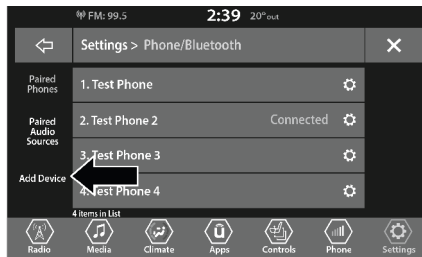 FM: 99.5
2:39
20° out
Settings > Phone/Bluetooth
X
Paired
Phones
1. Test Phone
Paired
Audio
Sources
2. Test Phone 2
Connected
3. Test Phone 3
Add Device
4. Test Phone 4
4 items in List
Radio
Media
Climate
Apps
Controls
Phone
Settings